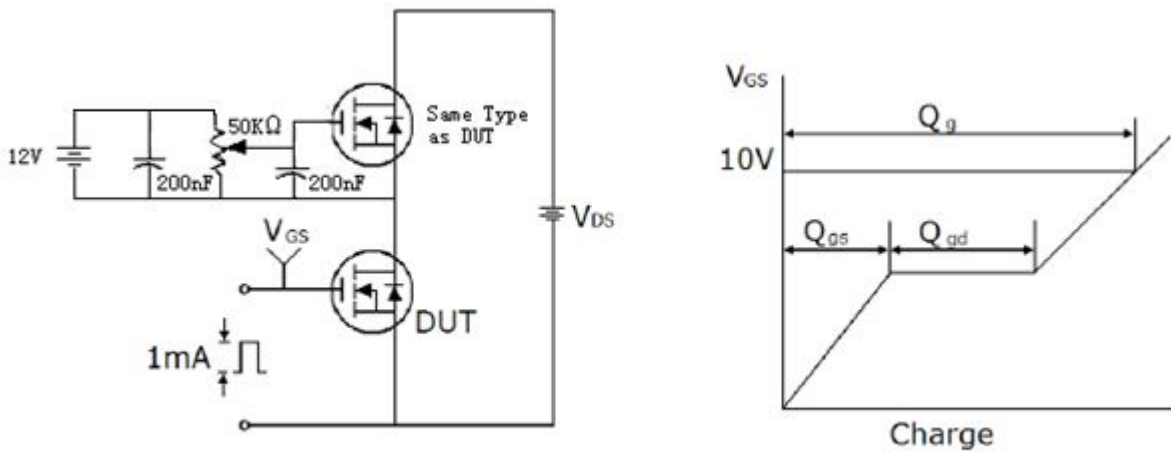 12V
200nF
50KΩ
200nF
Same Type
as DUT
VDS
VGS
DUT
1mA
VGS
Qg
10V
Qgs
Qgd
Charge